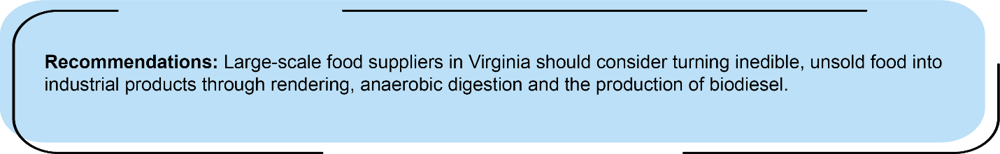 Recommendations: Large-scale food suppliers in Virginia should consider turning inedible, unsold food into
industrial products through rendering, anaerobic digestion and the production of biodiesel.